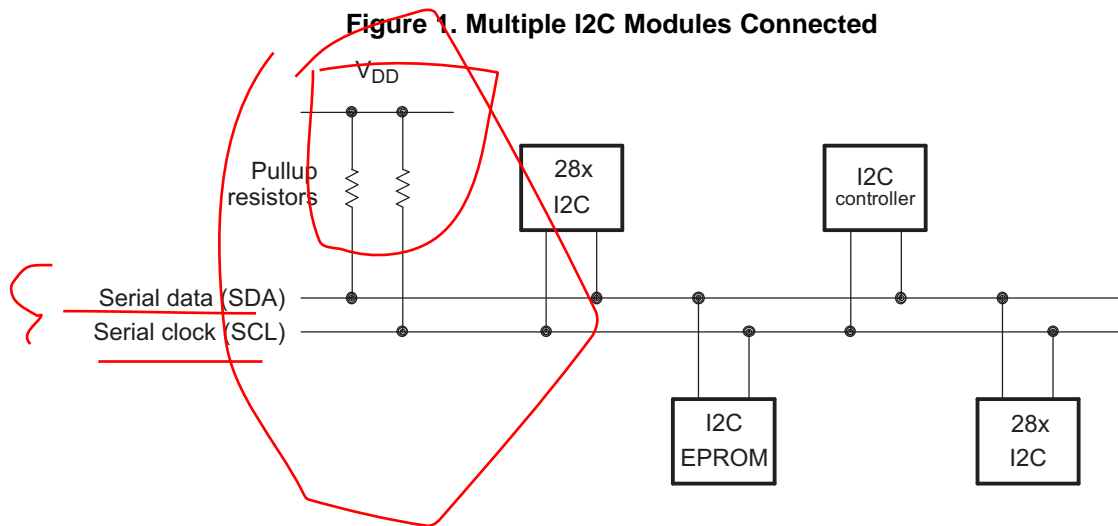 Figure 1. Multiple I2C Modules Connected
VDD
Pullup
resistors
28x
I2C
I2C
controller
Serial data (SDA)
Serial clock (SCL)
I2C
EPROM
28x
I2C